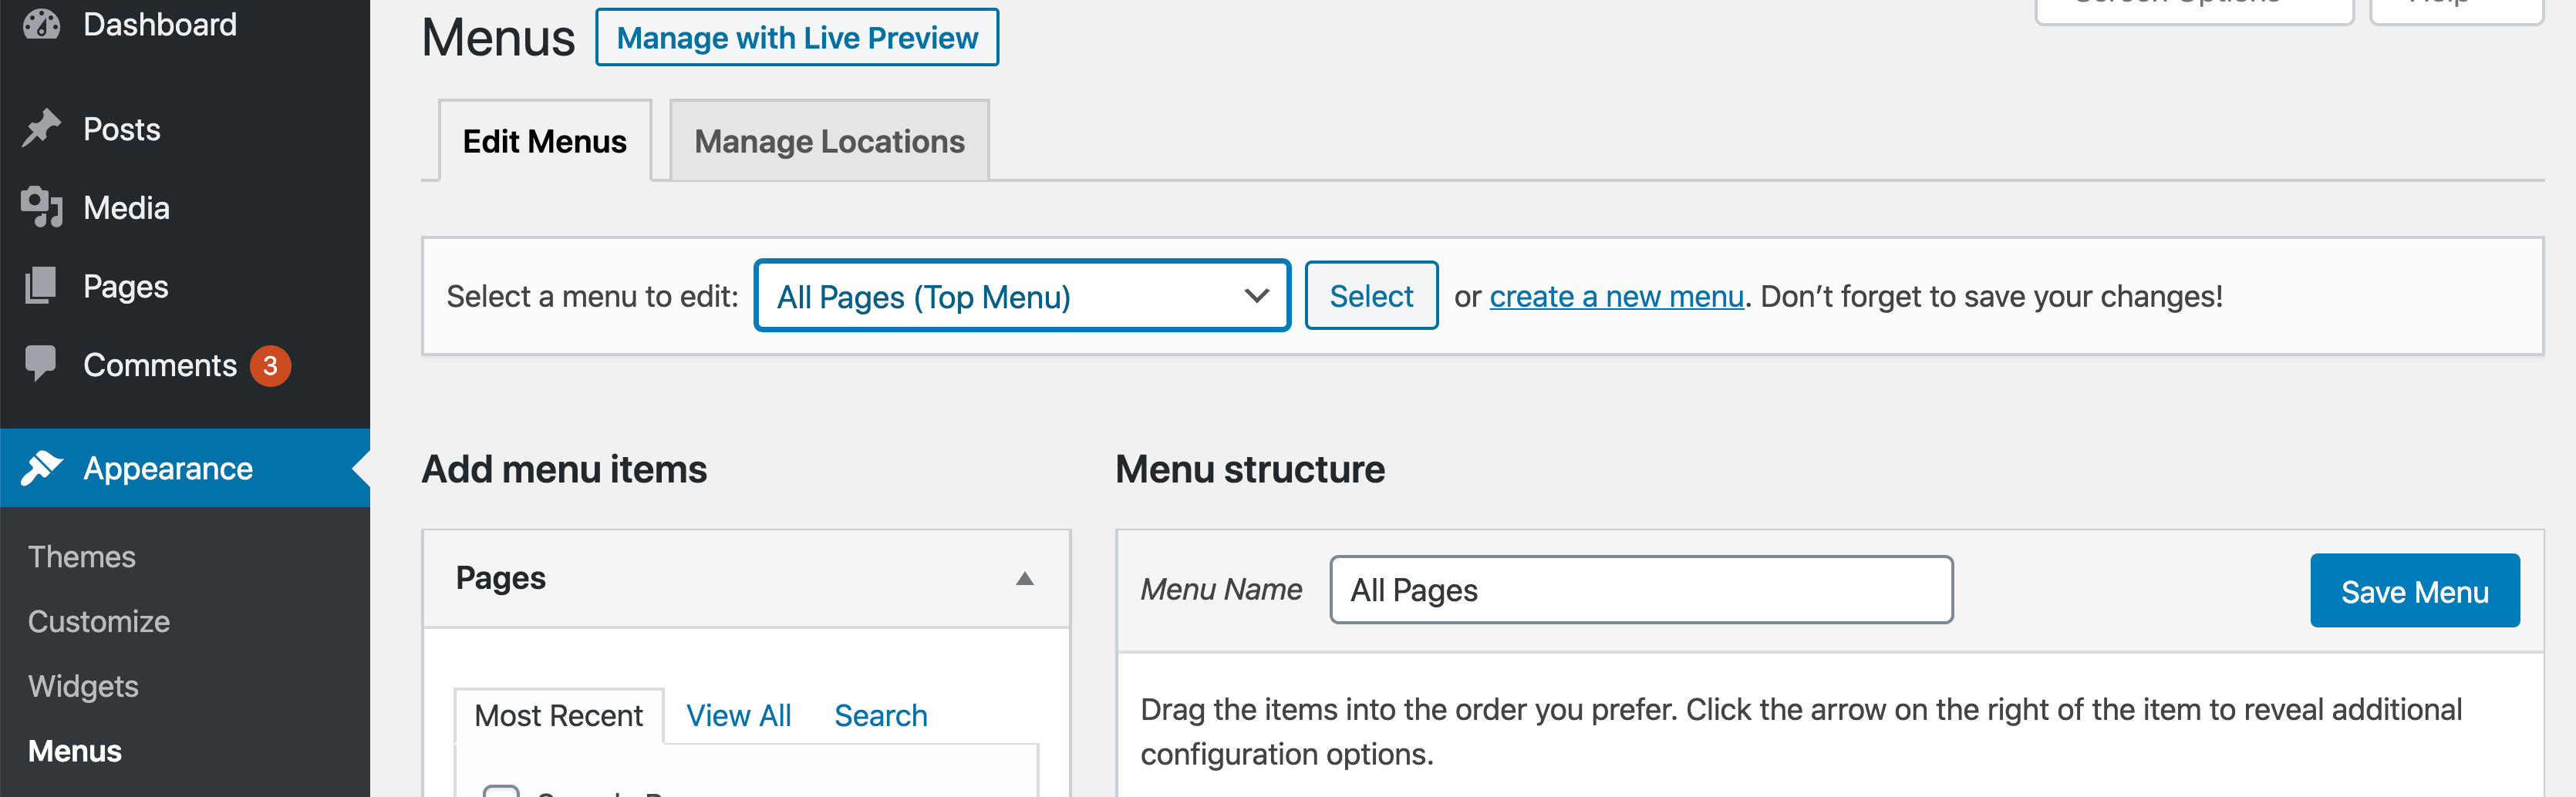 Dashboard
Posts
Media
Pages
Comments 3
Appearance
Themes
Customize
Widgets
Menus
Menus Manage with Live Preview
Screen Options Help
Edit Menus Manage Locations
Select a menu to edit: All Pages (Top Menu) Select or create a new menu. Don’t forget to save your changes!
Add menu items
Pages
Most Recent View All Search
Menu structure
Menu Name All Pages Save Menu
Drag the items into the order you prefer. Click the arrow on the right of the item to reveal additional
configuration options.